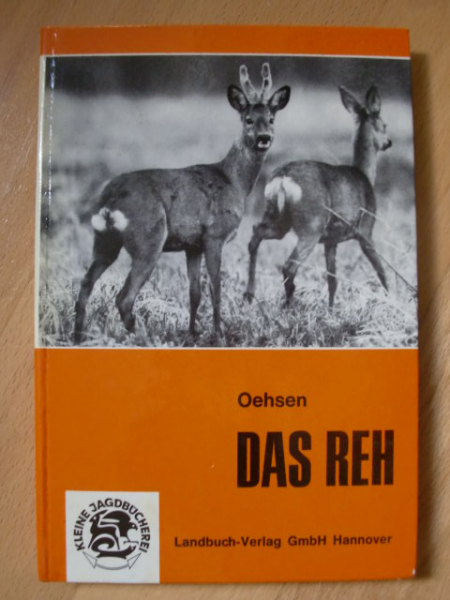 Oehsen
DAS REH
KLEINE JAGDBÜCHEREI
Landbuch-Verlag GmbH Hannover